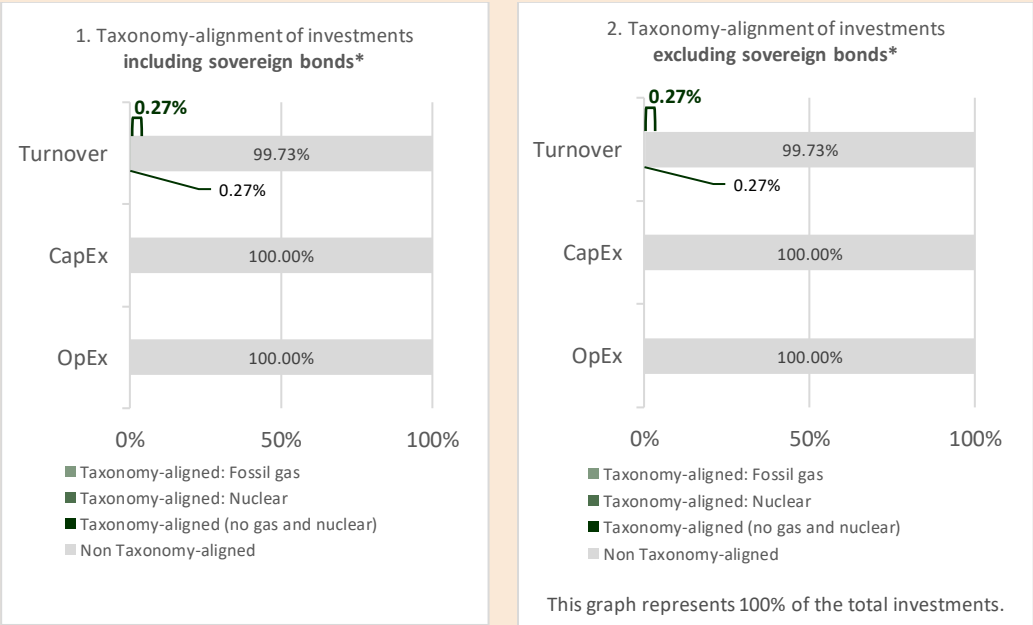 1. Taxonomy-alignment of investments
including sovereign bonds*
0.27%
Turnover
99.73%
0.27%
CapEx
100.00%
OpEx
100.00%
0%
50%
100%
Taxonomy-aligned: Fossil gas
Taxonomy-aligned: Nuclear
Taxonomy-aligned (no gas and nuclear)
Non Taxonomy-aligned
2. Taxonomy-alignment of investments
excluding sovereign bonds*
0.27%
Turnover
99.73%
0.27%
CapEx
100.00%
OpEx
100.00%
0%
50%
100%
Taxonomy-aligned: Fossil gas
Taxonomy-aligned: Nuclear
Taxonomy-aligned (no gas and nuclear)
Non Taxonomy-aligned
This graph represents 100% of the total investments.